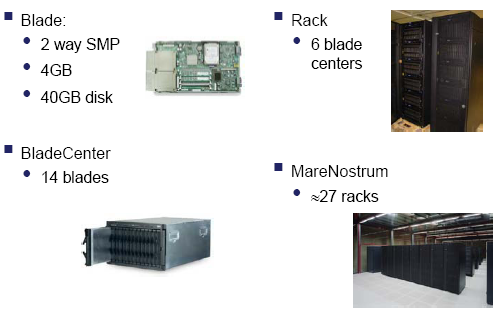 Blade:
2 way SMP
4GB
40GB disk
BladeCenter
14 blades
Rack
6 blade
centers
MareNostrum
≈27 racks